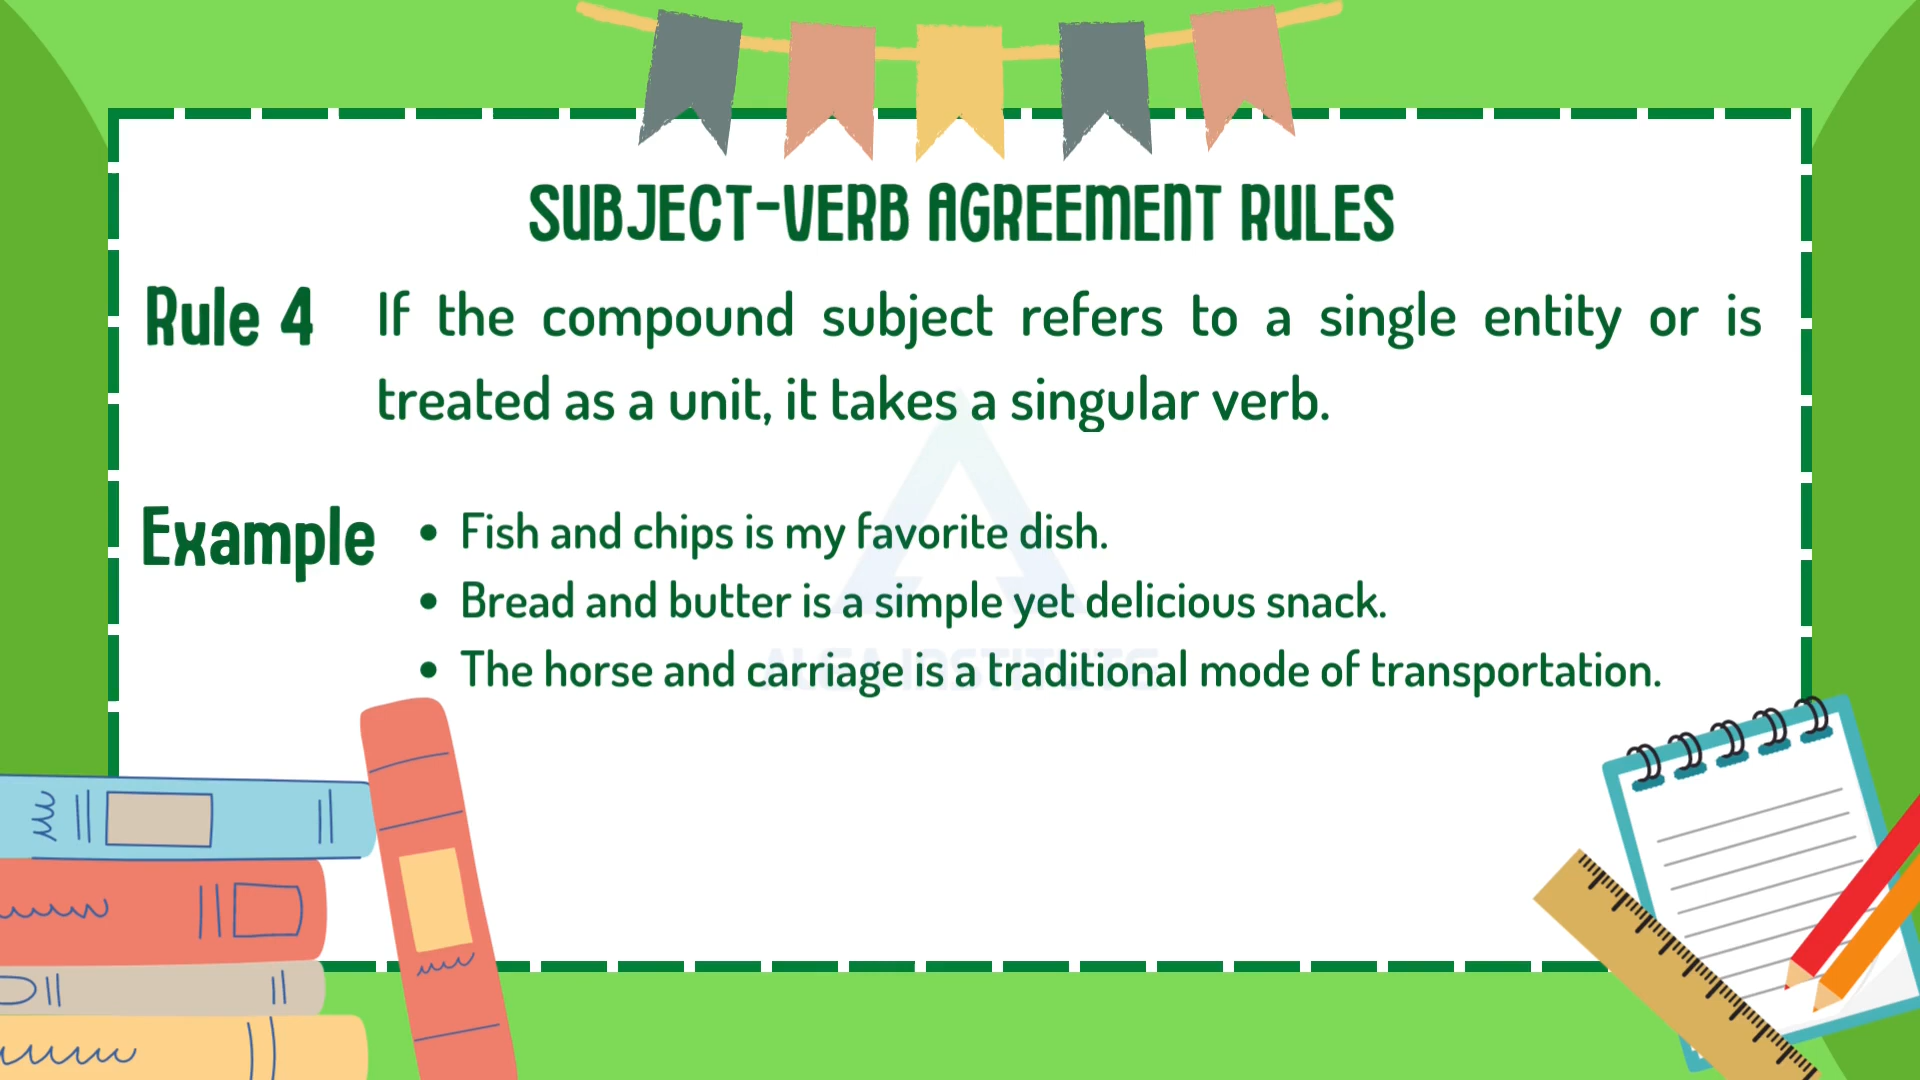 SUBJECT-VERB AGREEMENT RULES
Rule 4
If the compound subject refers to a single entity or is
treated as a unit, it takes a singular verb.
Example
• Fish and chips is my favorite dish.
• Bread and butter is a simple yet delicious snack.
• The horse and carriage is a traditional mode of transportation.